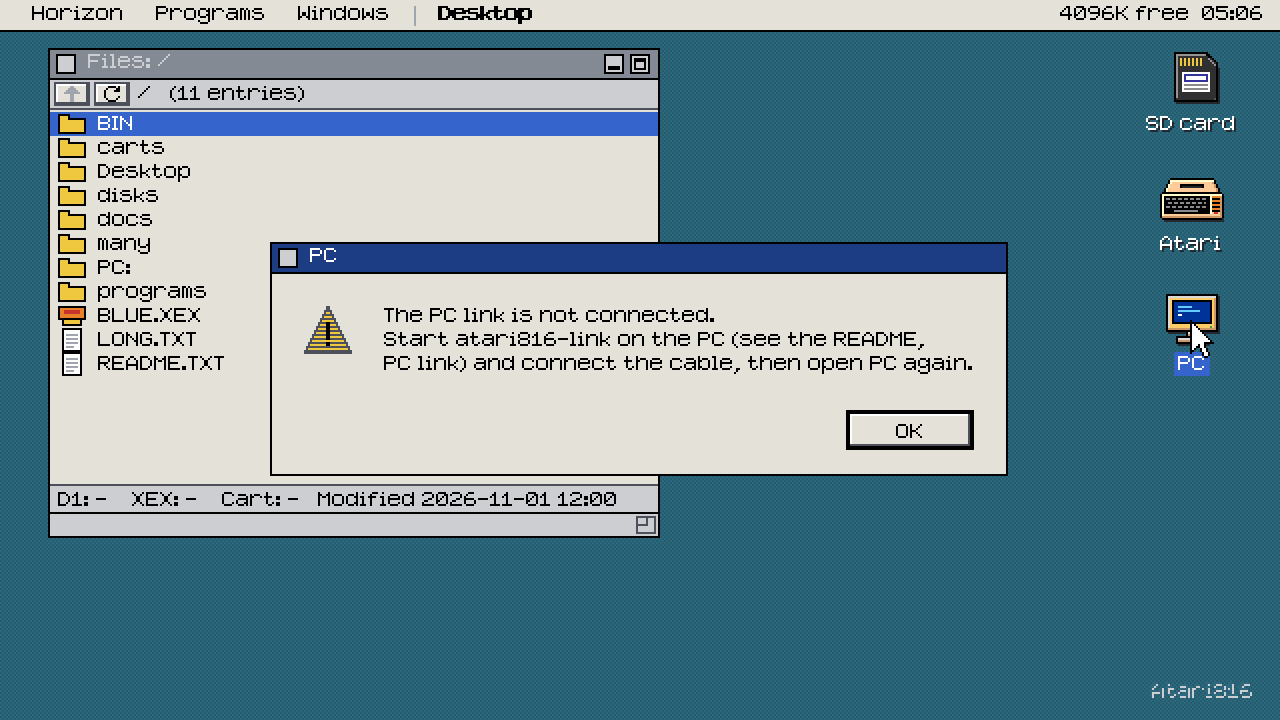 Horizon Programs Windows | Desktop 4096K free 05:06
Files: /
/ (11 entries)
BIN
carts
Desktop
disks
docs
many
PC:
programs
BLUE.XEX
LONG.TXT
README.TXT
D1: - XEX: - Cart: - Modified 2026-11-01 12:00
PC
The PC link is not connected.
Start atari816-link on the PC (see the README,
PC link) and connect the cable, then open PC again.
OK
SD card
Atari
PC
Atari816